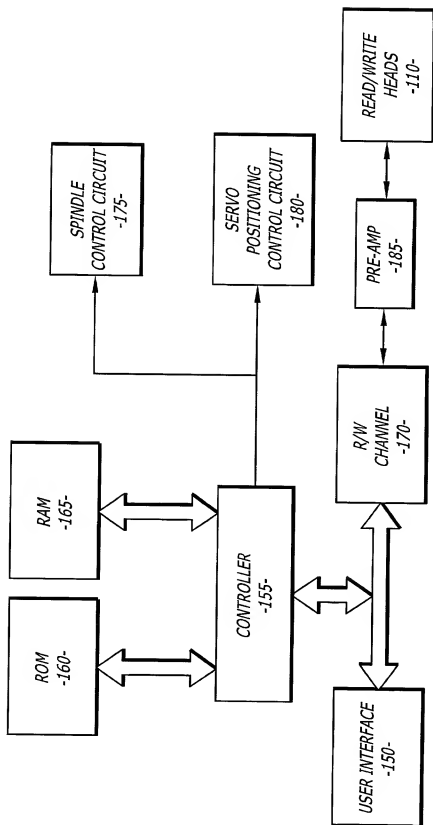 ROM
-160-
RAM
-165-
SPINDLE
CONTROL CIRCUIT
-175-
CONTROLLER
-155-
SERVO
POSITIONING
CONTROL CIRCUIT
-180-
USER INTERFACE
-150-
R/W
CHANNEL
-170-
PRE-AMP
-185-
READ/WRITE
HEADS
-110-